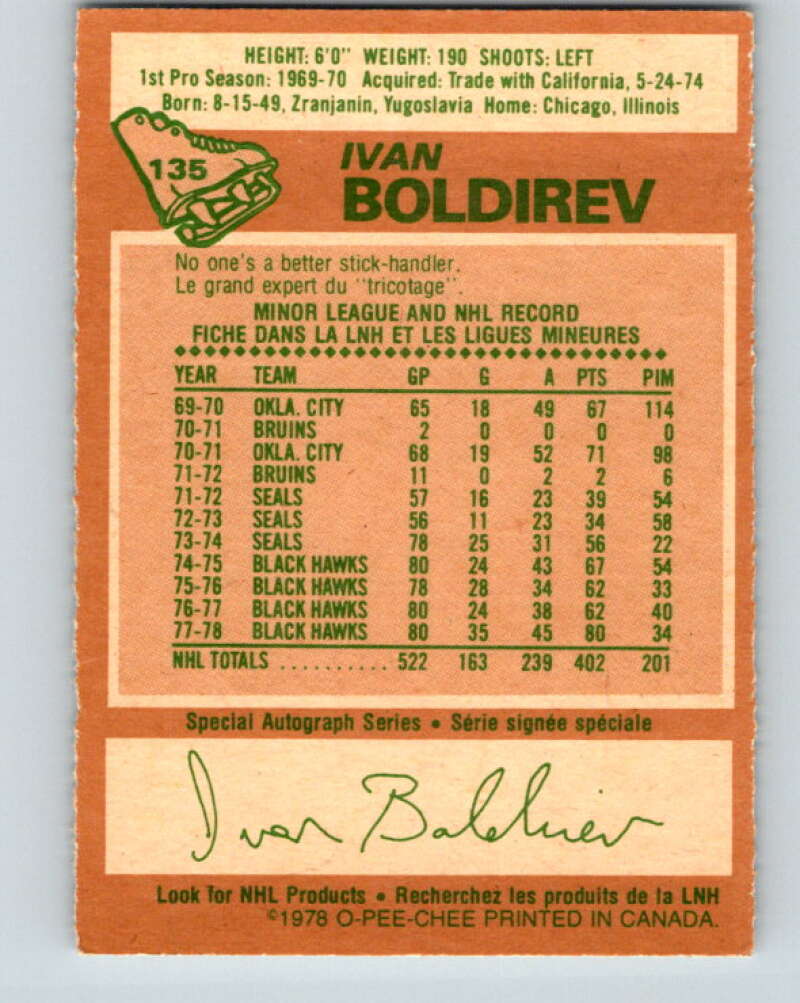 HEIGHT: 6'0" WEIGHT: 190 SHOOTS: LEFT
1st Pro Season: 1969-70 Acquired: Trade with California, 5-24-74
Born: 8-15-49, Zranjanin, Yugoslavia Home: Chicago, Illinois
135
IVAN
BOLDIREV
No one's a better stick-handler.
Le grand expert du "tricotage".
MINOR LEAGUE AND NHL RECORD
FICHE DANS LA LNH ET LES LIGUES MINEURES
YEAR TEAM GP G A PTS PIM
69-70 OKLA. CITY 65 18 49 67 114
70-71 BRUINS 2 0 0 0 0
70-71 OKLA. CITY 68 19 52 71 98
71-72 BRUINS 11 0 2 2 6
71-72 SEALS 57 16 23 39 54
72-73 SEALS 56 11 23 34 58
73-74 SEALS 78 25 31 56 22
74-75 BLACK HAWKS 80 24 43 67 54
75-76 BLACK HAWKS 78 28 34 62 33
76-77 BLACK HAWKS 80 24 38 62 40
77-78 BLACK HAWKS 80 35 45 80 34
NHL TOTALS .......... 522 163 239 402 201
Special Autograph Series • Série signée spéciale
Ivan Boldirev
Look for NHL Products • Recherchez les produits de la LNH
©1978 O-PEE-CHEE PRINTED IN CANADA.